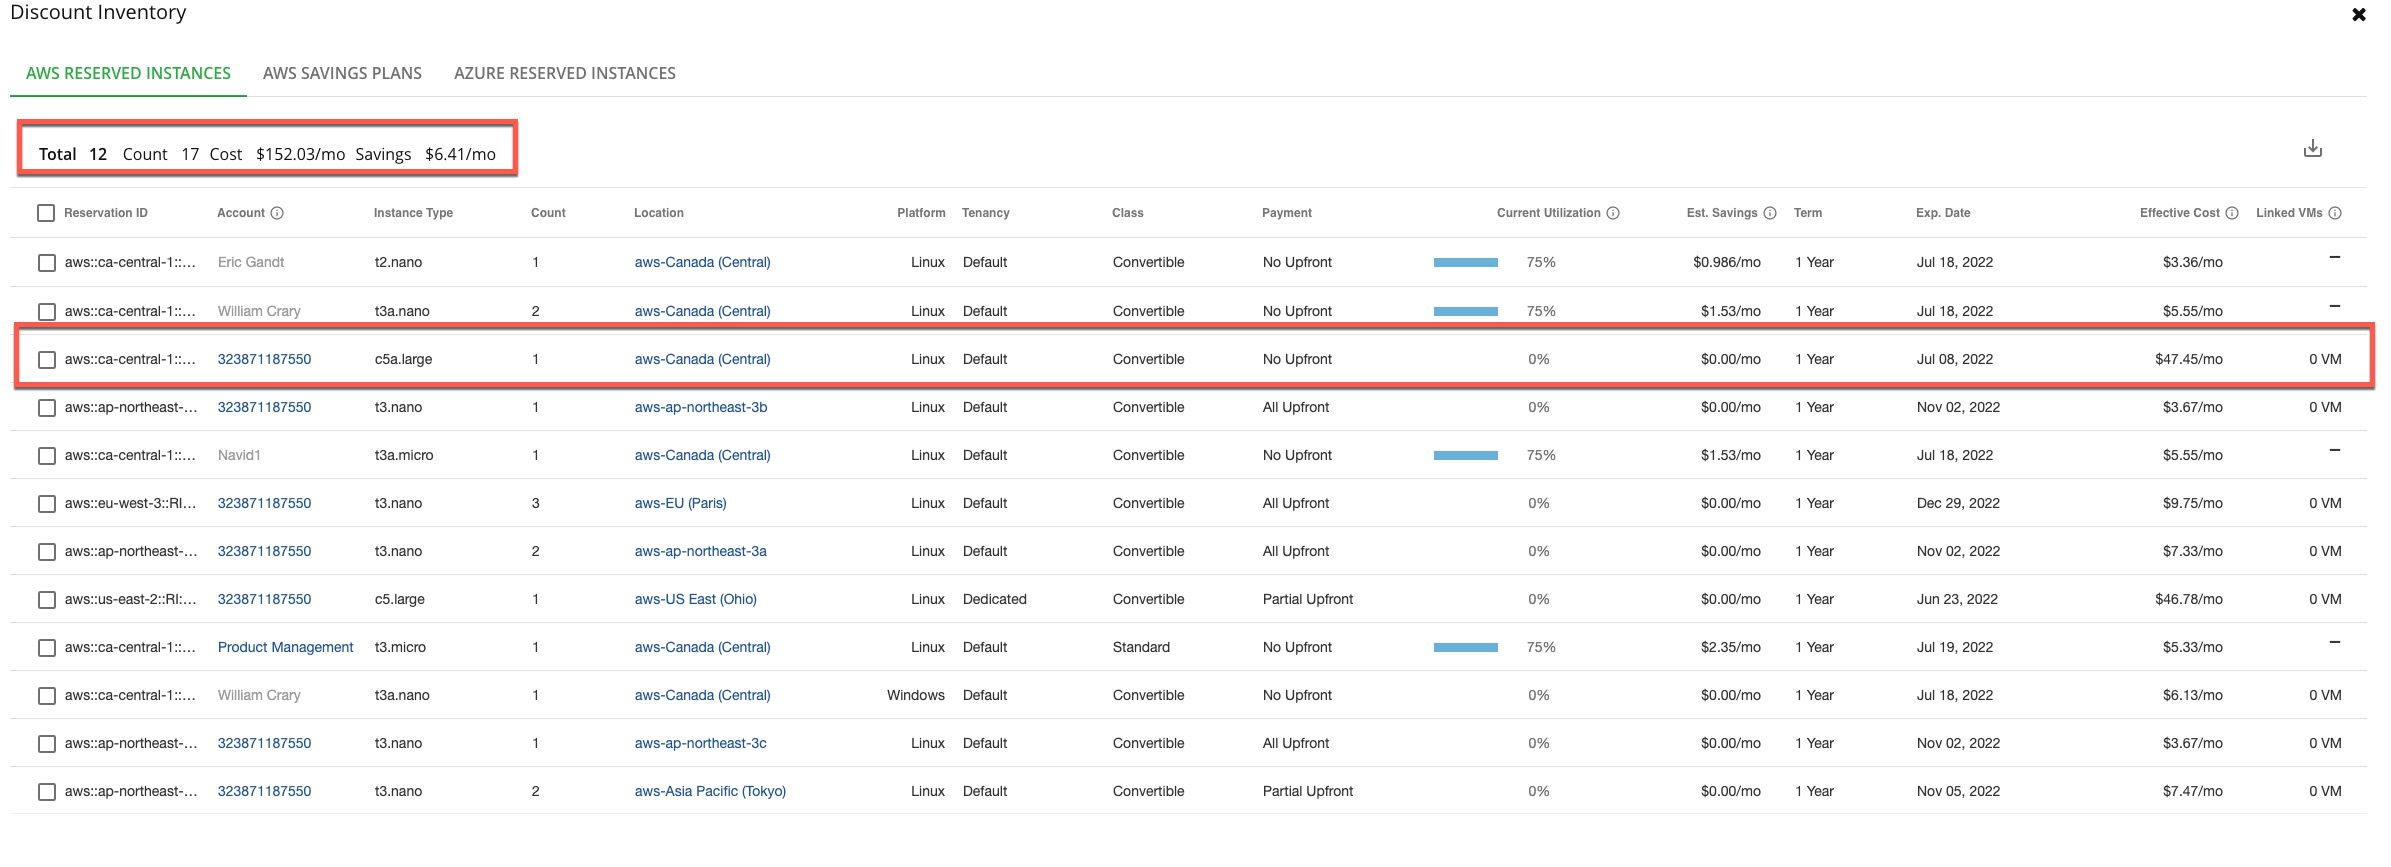 Discount Inventory
AWS RESERVED INSTANCES AWS SAVINGS PLANS AZURE RESERVED INSTANCES
Total 12 Count 17 Cost $152.03/mo Savings $6.41/mo
Reservation ID Account Instance Type Count Location Platform Tenancy Class Payment Current Utilization Est. Savings Term Exp. Date Effective Cost Linked VMs
aws::ca-central-1::... Eric Gandt t2.nano 1 aws-Canada (Central) Linux Default Convertible No Upfront 75% $0.986/mo 1 Year Jul 18, 2022 $3.36/mo –
aws::ca-central-1::... William Crary t3a.nano 2 aws-Canada (Central) Linux Default Convertible No Upfront 75% $1.53/mo 1 Year Jul 18, 2022 $5.55/mo –
aws::ca-central-1::... 323871187550 c5a.large 1 aws-Canada (Central) Linux Default Convertible No Upfront 0% $0.00/mo 1 Year Jul 08, 2022 $47.45/mo 0 VM
aws::ap-northeast-... 323871187550 t3.nano 1 aws-ap-northeast-3b Linux Default Convertible All Upfront 0% $0.00/mo 1 Year Nov 02, 2022 $3.67/mo 0 VM
aws::ca-central-1::... Navid1 t3a.micro 1 aws-Canada (Central) Linux Default Convertible No Upfront 75% $1.53/mo 1 Year Jul 18, 2022 $5.55/mo –
aws::eu-west-3::RI... 323871187550 t3.nano 3 aws-EU (Paris) Linux Default Convertible All Upfront 0% $0.00/mo 1 Year Dec 29, 2022 $9.75/mo 0 VM
aws::ap-northeast-... 323871187550 t3.nano 2 aws-ap-northeast-3a Linux Default Convertible All Upfront 0% $0.00/mo 1 Year Nov 02, 2022 $7.33/mo 0 VM
aws::us-east-2::RI:... 323871187550 c5.large 1 aws-US East (Ohio) Linux Dedicated Convertible Partial Upfront 0% $0.00/mo 1 Year Jun 23, 2022 $46.78/mo 0 VM
aws::ca-central-1::... Product Management t3.micro 1 aws-Canada (Central) Linux Default Standard No Upfront 75% $2.35/mo 1 Year Jul 19, 2022 $5.33/mo –
aws::ca-central-1::... William Crary t3a.nano 1 aws-Canada (Central) Windows Default Convertible No Upfront 0% $0.00/mo 1 Year Jul 18, 2022 $6.13/mo 0 VM
aws::ap-northeast-... 323871187550 t3.nano 1 aws-ap-northeast-3c Linux Default Convertible All Upfront 0% $0.00/mo 1 Year Nov 02, 2022 $3.67/mo 0 VM
aws::ap-northeast-... 323871187550 t3.nano 2 aws-Asia Pacific (Tokyo) Linux Default Convertible Partial Upfront 0% $0.00/mo 1 Year Nov 05, 2022 $7.47/mo 0 VM